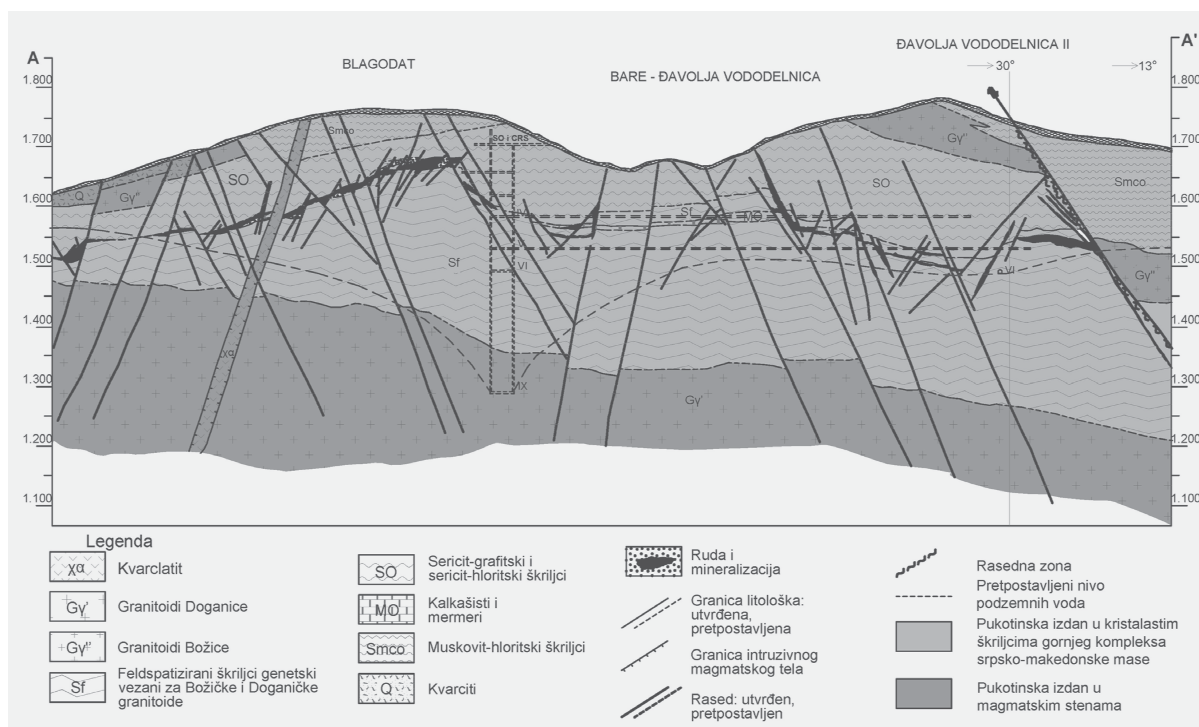 ĐAVOLJA VODODELNICA II
A
A'
BLAGODAT
BARE - ĐAVOLJA VODODELNICA
30°
13°
1.800
1.800
1.700
1.700
1.600
1.600
1.500
1.500
1.400
1.400
1.300
1.300
1.200
1.200
1.100
1.100
Smco
SO i CRS
Gγ''
Smco
Q
Gγ''
SO
SO
Sf
MO
Sf
VI
VI
Gγ''
χα
IX
Gγ'
Legenda
χα
Kvarclatit
Gγ'
Granitoidi Doganice
Gγ''
Granitoidi Božice
Sf
Feldspatizirani škriljci genetski
vezani za Božičke i Doganičke
granitoide
SO
Sericit-grafitski i
sericit-hloritski škriljci
MO
Kalkašisti i
mermeri
Smco
Muskovit-hloritski škriljci
Q
Kvarciti
Ruda i
mineralizacija
Granica litološka:
utvrđena,
pretpostavljena
Granica intruzivnog
magmatskog tela
Rased: utvrđen,
pretpostavljen
Rasedna zona
Pretpostavljeni nivo
podzemnih voda
Pukotinska izdan u kristalastim
škriljcima gornjeg kompleksa
srpsko-makedonske mase
Pukotinska izdan u
magmatskim stenama